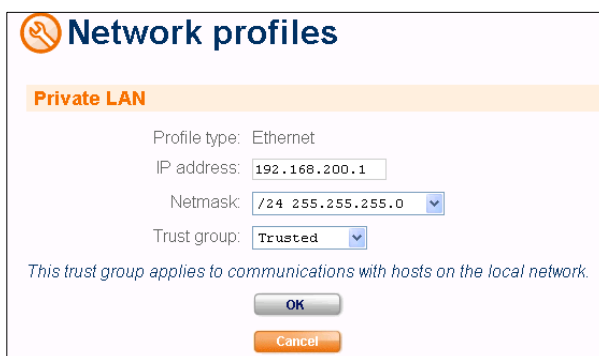 Network profiles
Private LAN
Profile type: Ethernet
IP address: 192.168.200.1
Netmask: /24 255.255.255.0
Trust group: Trusted
This trust group applies to communications with hosts on the local network.
OK
Cancel